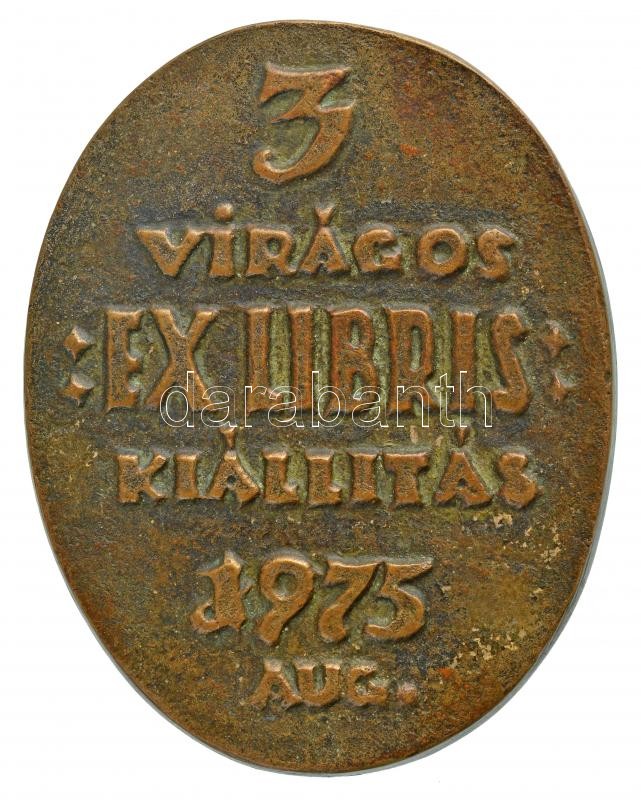 3
VIRÁGOS
:EX LIBRIS:
darabanth
KIÁLLITÁS
1975
AUG.